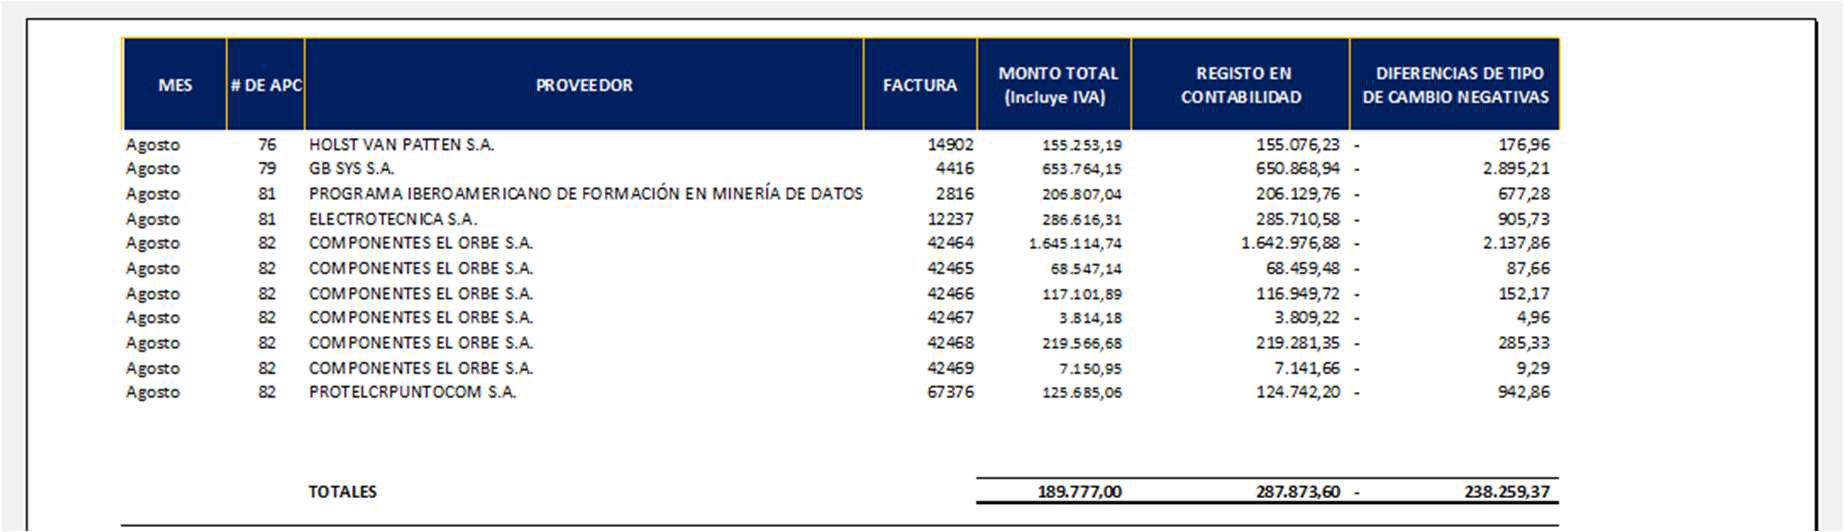 MES # DE APC PROVEEDOR FACTURA MONTO TOTAL (Incluye IVA) REGISTO EN CONTABILIDAD DIFERENCIAS DE TIPO DE CAMBIO NEGATIVAS
Agosto 76 HOLST VAN PATTEN S.A. 14902 155.253,19 155.076,23 - 176,96
Agosto 79 GB SYS S.A. 4416 653.764,15 650.868,94 - 2.895,21
Agosto 81 PROGRAMA IBEROAMERICANO DE FORMACIÓN EN MINERÍA DE DATOS 2816 206.807,04 206.129,76 - 677,28
Agosto 81 ELECTROTECNICA S.A. 12237 286.616,31 285.710,58 - 905,73
Agosto 82 COMPONENTES EL ORBE S.A. 42464 1.645.114,74 1.642.976,88 - 2.137,86
Agosto 82 COMPONENTES EL ORBE S.A. 42465 68.547,14 68.459,48 - 87,66
Agosto 82 COMPONENTES EL ORBE S.A. 42466 117.101,89 116.949,72 - 152,17
Agosto 82 COMPONENTES EL ORBE S.A. 42467 3.814,18 3.809,22 - 4,96
Agosto 82 COMPONENTES EL ORBE S.A. 42468 219.566,68 219.281,35 - 285,33
Agosto 82 COMPONENTES EL ORBE S.A. 42469 7.150,95 7.141,66 - 9,29
Agosto 82 PROTELCRPUNTOCOM S.A. 67376 125.685,06 124.742,20 - 942,86
TOTALES 189.777,00 287.873,60 - 238.259,37